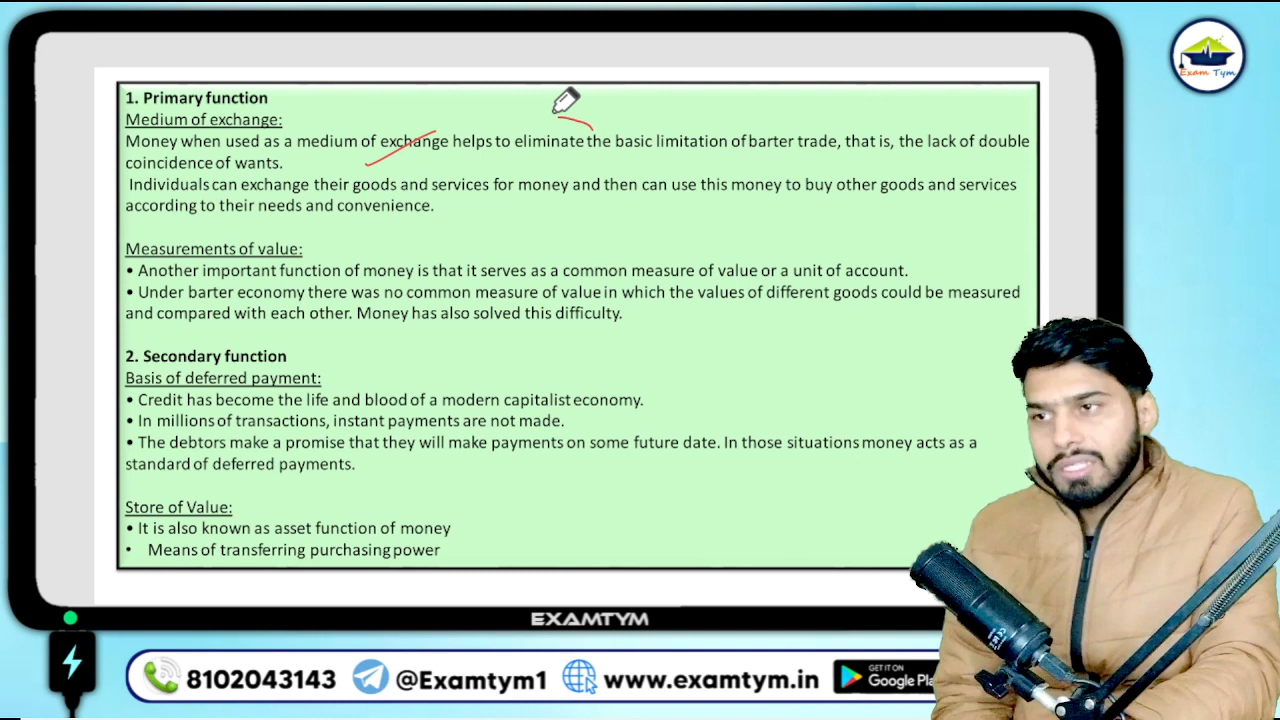 Exam Tym
1. Primary function
Medium of exchange:
Money when used as a medium of exchange helps to eliminate the basic limitation of barter trade, that is, the lack of double
coincidence of wants.
Individuals can exchange their goods and services for money and then can use this money to buy other goods and services
according to their needs and convenience.
Measurements of value:
• Another important function of money is that it serves as a common measure of value or a unit of account.
• Under barter economy there was no common measure of value in which the values of different goods could be measured
and compared with each other. Money has also solved this difficulty.
2. Secondary function
Basis of deferred payment:
• Credit has become the life and blood of a modern capitalist economy.
• In millions of transactions, instant payments are not made.
• The debtors make a promise that they will make payments on some future date. In those situations money acts as a
standard of deferred payments.
Store of Value:
• It is also known as asset function of money
• Means of transferring purchasing power
EXAMTYM
8102043143 @Examtym1 www.examtym.in GET IT ON
Google